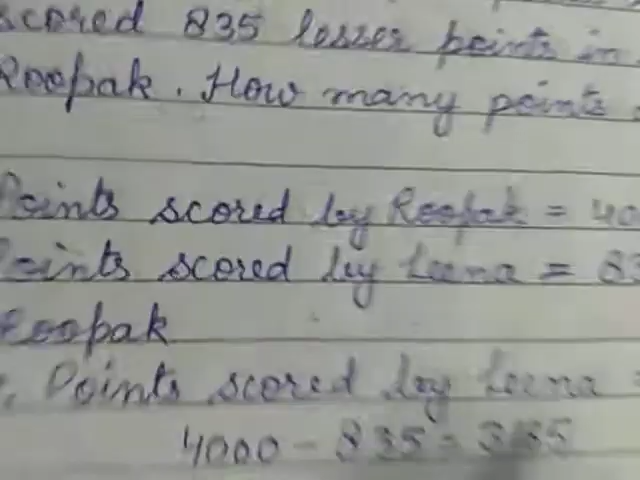 scored 835 lesser points in
Roopak. How many points
Points scored by Roopak = 40
Points scored by Leena = 83
Roopak
Points scored by Leena =
4000 - 835 = 3165